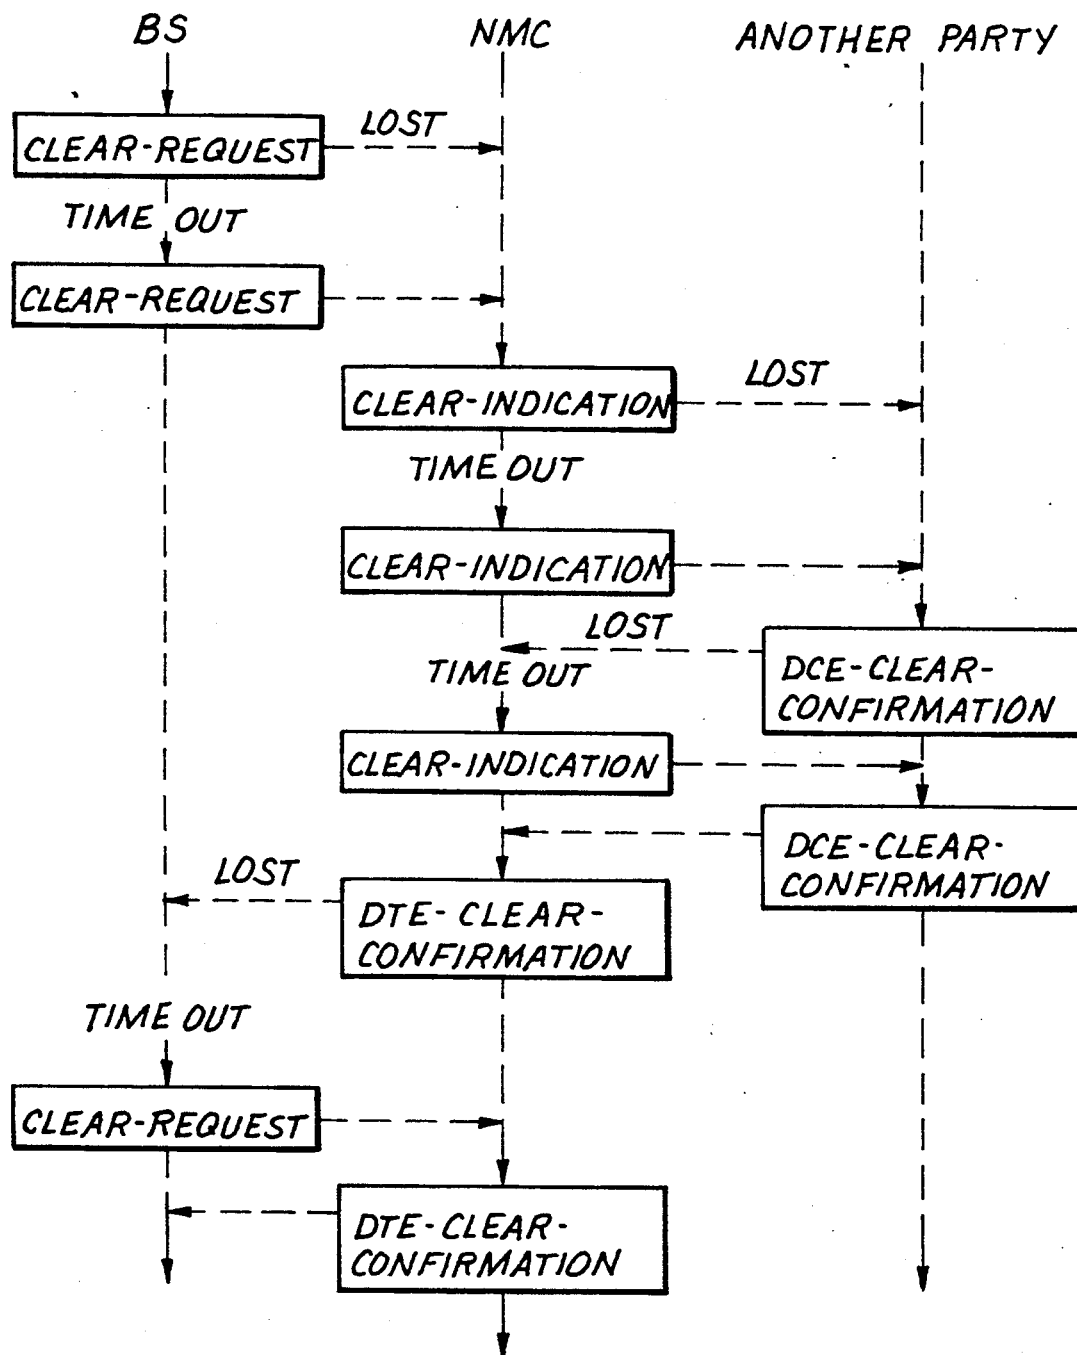 BS NMC ANOTHER PARTY
LOST
CLEAR-REQUEST
TIME OUT
CLEAR-REQUEST
LOST
CLEAR-INDICATION
TIME OUT
CLEAR-INDICATION
LOST
DCE-CLEAR-
CONFIRMATION
TIME OUT
CLEAR-INDICATION
DCE-CLEAR-
CONFIRMATION
LOST
DTE-CLEAR-
CONFIRMATION
TIME OUT
CLEAR-REQUEST
DTE-CLEAR-
CONFIRMATION